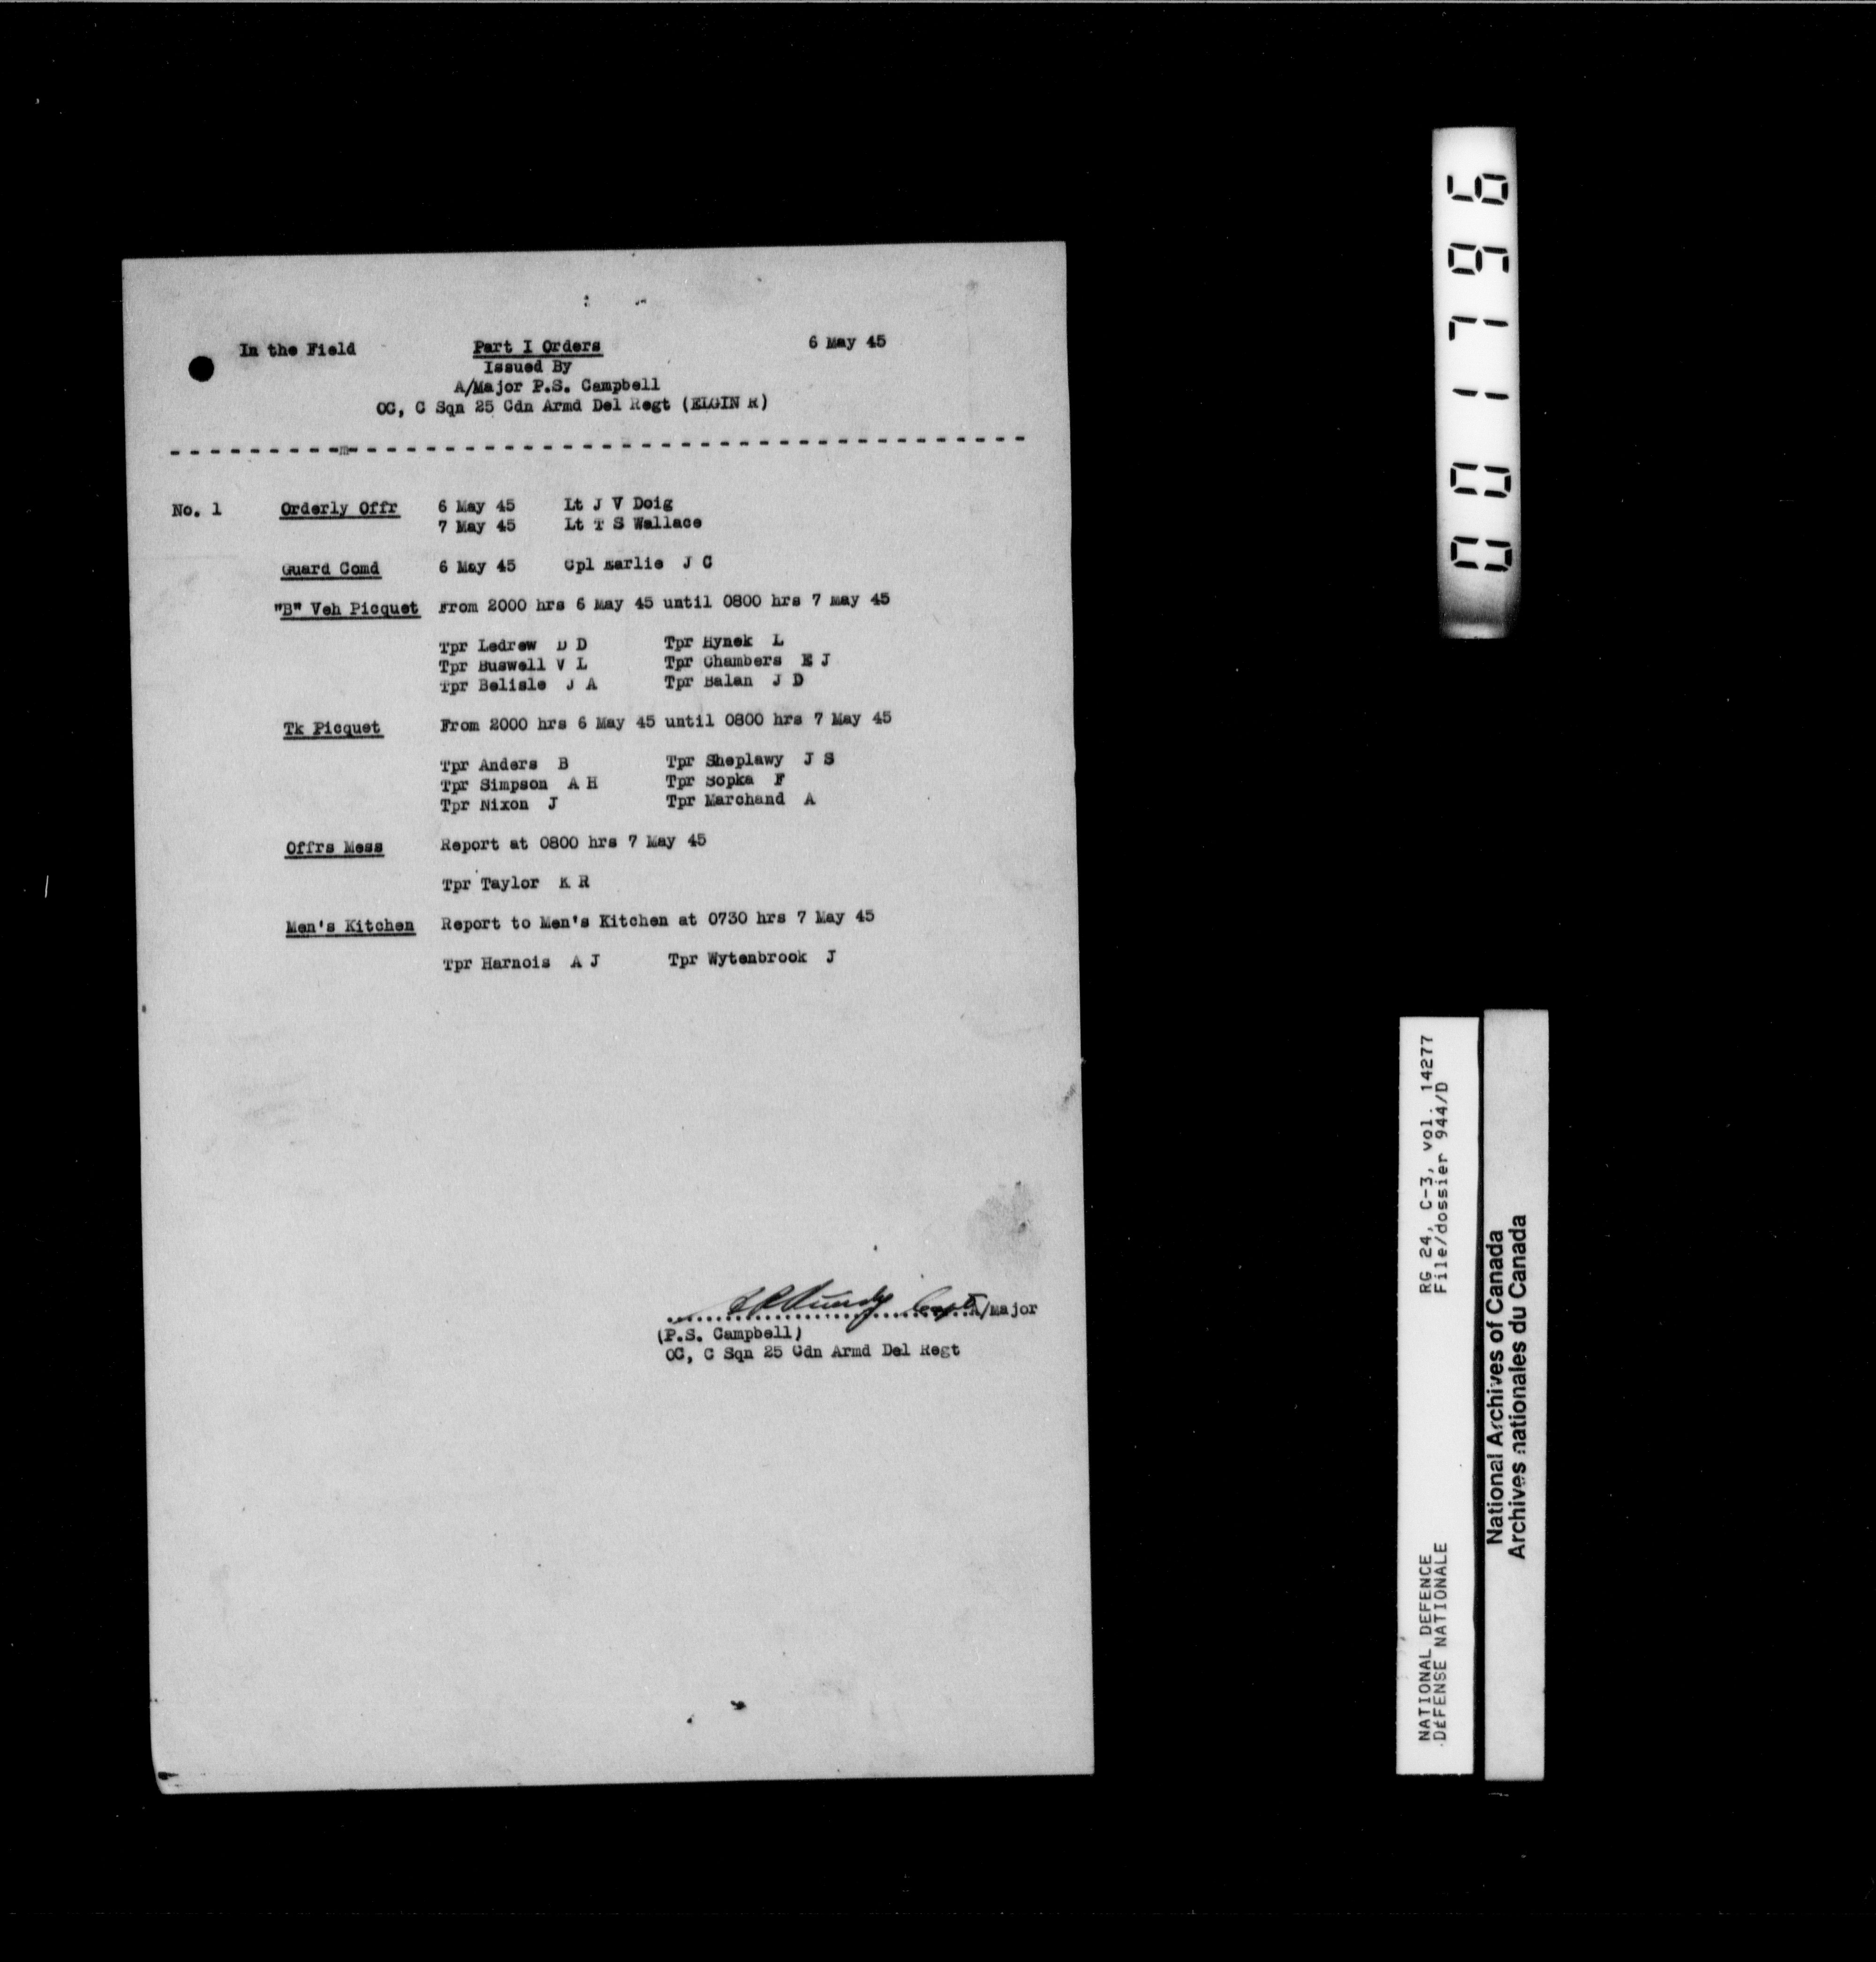 In the Field Part I Orders 6 May 45
Issued By
A/Major P.S. Campbell
OC, C Sqn 25 Cdn Armd Del Regt (ELGIN R)
No. 1 Orderly Offr 6 May 45 Lt J V Doig
7 May 45 Lt T S Wallace
Guard Comd 6 May 45 Cpl Earlie J C
"B" Veh Picquet From 2000 hrs 6 May 45 until 0800 hrs 7 May 45
Tpr Ledrew D D Tpr Hynek L
Tpr Buswell V L Tpr Chambers E J
Tpr Belisle J A Tpr Balan J D
Tk Picquet From 2000 hrs 6 May 45 until 0800 hrs 7 May 45
Tpr Anders B Tpr Sheplawy J S
Tpr Simpson A H Tpr Sopka F
Tpr Nixon J Tpr Marchand A
Offrs Mess Report at 0800 hrs 7 May 45
Tpr Taylor K R
Men's Kitchen Report to Men's Kitchen at 0730 hrs 7 May 45
Tpr Harnois A J Tpr Wytenbrook J
Capt A/Major
(P.S. Campbell)
OC, C Sqn 25 Cdn Armd Del Regt
001796
RG 24, C-3, vol. 14277
File/dossier 944/D
NATIONAL DEFENCE
DÉFENSE NATIONALE
National Archives of Canada
Archives nationales du Canada